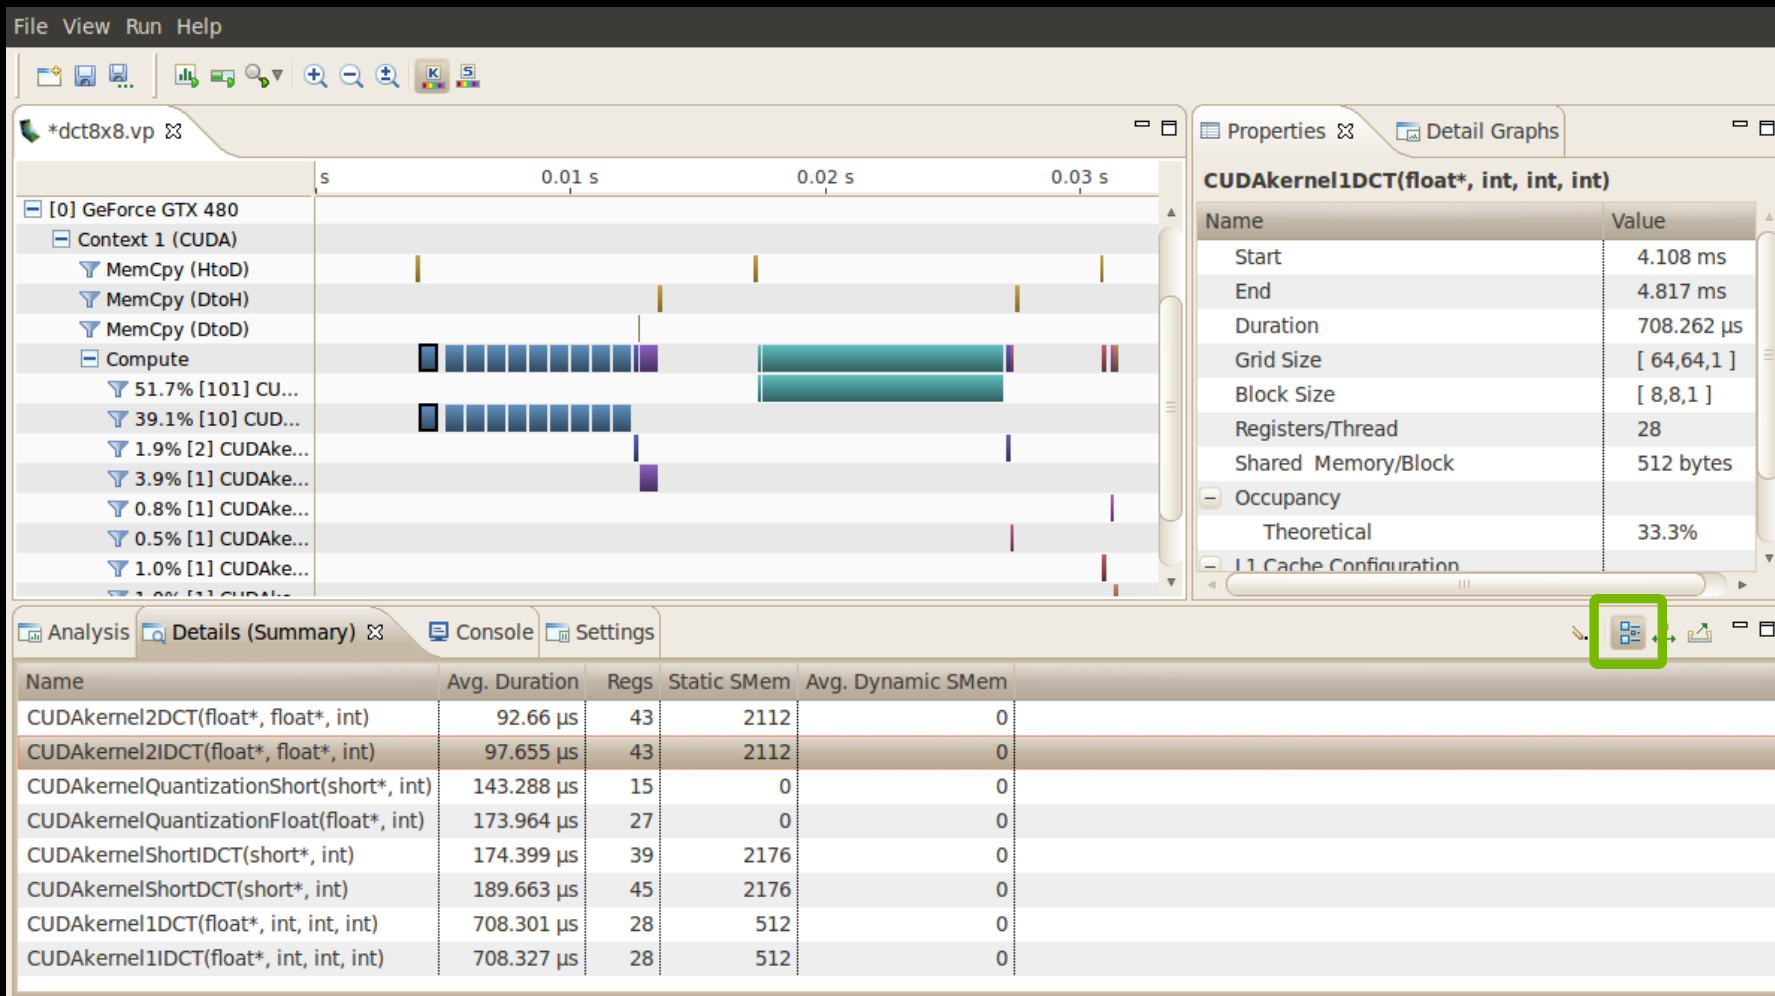 File View Run Help
K S
*dct8x8.vp
s 0.01 s 0.02 s 0.03 s
[0] GeForce GTX 480
Context 1 (CUDA)
MemCpy (HtoD)
MemCpy (DtoH)
MemCpy (DtoD)
Compute
51.7% [101] CU...
39.1% [10] CUD...
1.9% [2] CUDAke...
3.9% [1] CUDAke...
0.8% [1] CUDAke...
0.5% [1] CUDAke...
1.0% [1] CUDAke...
Properties Detail Graphs
CUDAkernel1DCT(float*, int, int, int)
Name Value
Start 4.108 ms
End 4.817 ms
Duration 708.262 µs
Grid Size [ 64,64,1 ]
Block Size [ 8,8,1 ]
Registers/Thread 28
Shared Memory/Block 512 bytes
Occupancy
Theoretical 33.3%
L1 Cache Configuration
Analysis Details (Summary) Console Settings
Name Avg. Duration Regs Static SMem Avg. Dynamic SMem
CUDAkernel2DCT(float*, float*, int) 92.66 µs 43 2112 0
CUDAkernel2IDCT(float*, float*, int) 97.655 µs 43 2112 0
CUDAkernelQuantizationShort(short*, int) 143.288 µs 15 0 0
CUDAkernelQuantizationFloat(float*, int) 173.964 µs 27 0 0
CUDAkernelShortIDCT(short*, int) 174.399 µs 39 2176 0
CUDAkernelShortDCT(short*, int) 189.663 µs 45 2176 0
CUDAkernel1DCT(float*, int, int, int) 708.301 µs 28 512 0
CUDAkernel1IDCT(float*, int, int, int) 708.327 µs 28 512 0